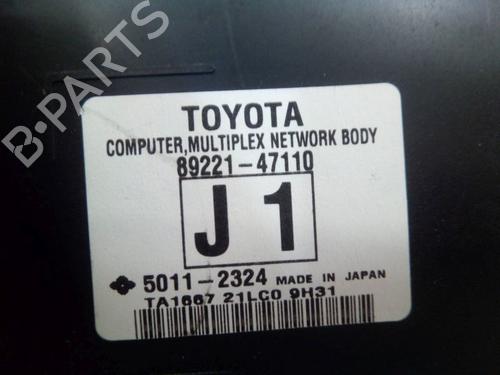 TOYOTA
COMPUTER,MULTIPLEX NETWORK BODY
89221-47110
J 1
5011-2324 MADE IN JAPAN
TA1667 21LC0 9H31
B-PARTS